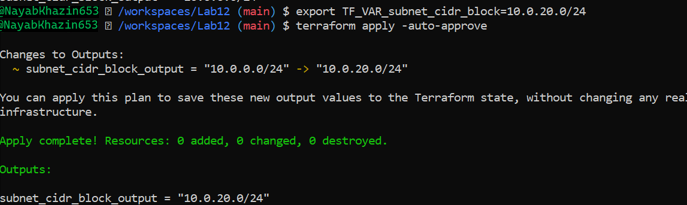 @NayabKhazin653 /workspaces/Lab12 (main) $ export TF_VAR_subnet_cidr_block=10.0.20.0/24
@NayabKhazin653 /workspaces/Lab12 (main) $ terraform apply -auto-approve
Changes to Outputs:
~ subnet_cidr_block_output = "10.0.0.0/24" -> "10.0.20.0/24"
You can apply this plan to save these new output values to the Terraform state, without changing any real
infrastructure.
Apply complete! Resources: 0 added, 0 changed, 0 destroyed.
Outputs:
subnet_cidr_block_output = "10.0.20.0/24"